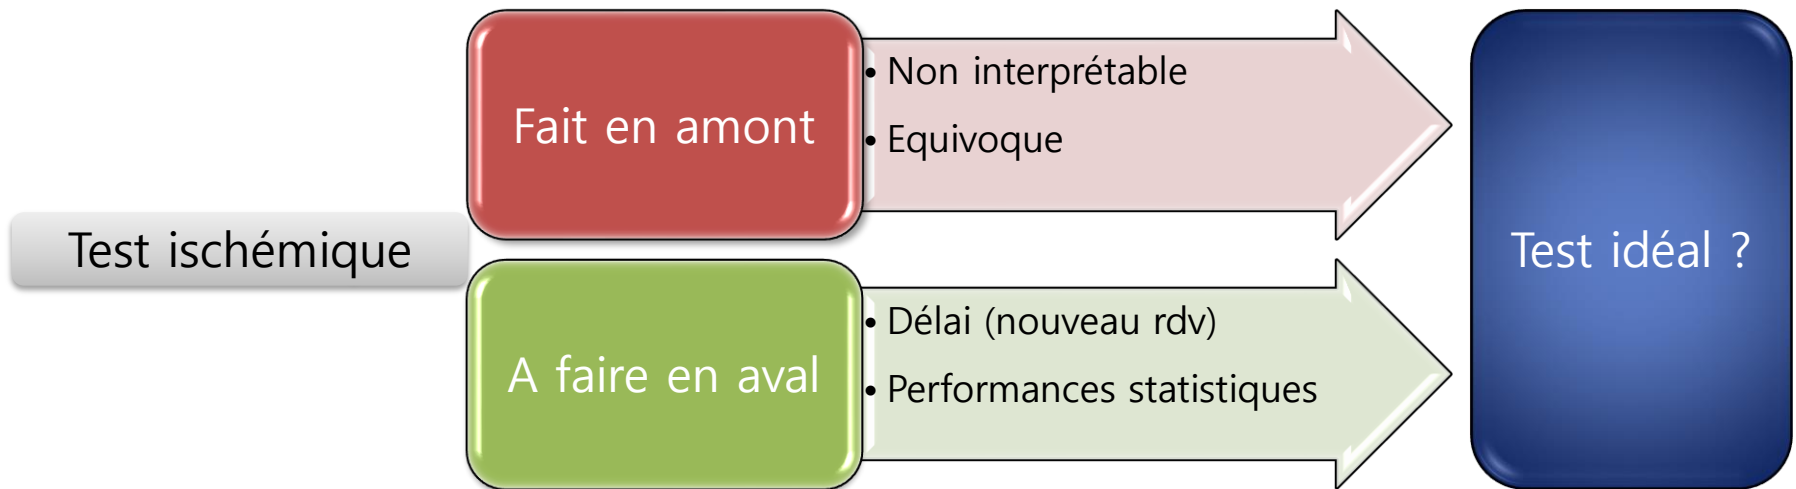 Test ischémique
Fait en amont
• Non interprétable
• Equivoque
A faire en aval
• Délai (nouveau rdv)
• Performances statistiques
Test idéal ?